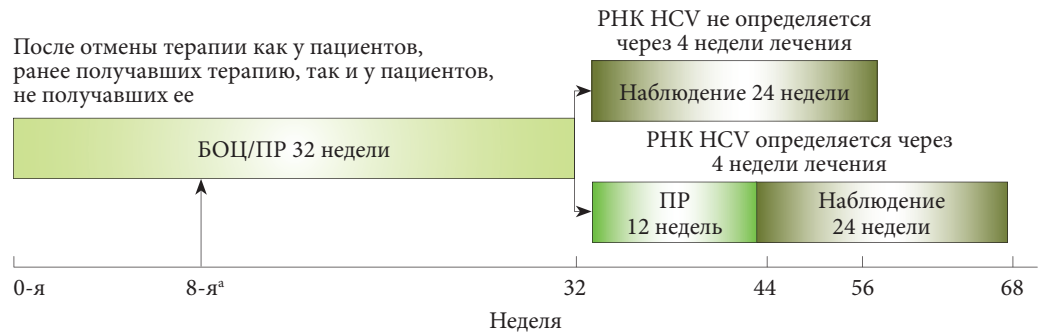 После отмены терапии как у пациентов,
ранее получавших терапию, так и у пациентов,
не получавших ее
БОЦ/ПР 32 недели
РНК HCV не определяется
через 4 недели лечения
Наблюдение 24 недели
РНК HCV определяется через
4 недели лечения
ПР
12 недель
Наблюдение
24 недели
0-я 8-яᵃ 32 44 56 68
Неделя